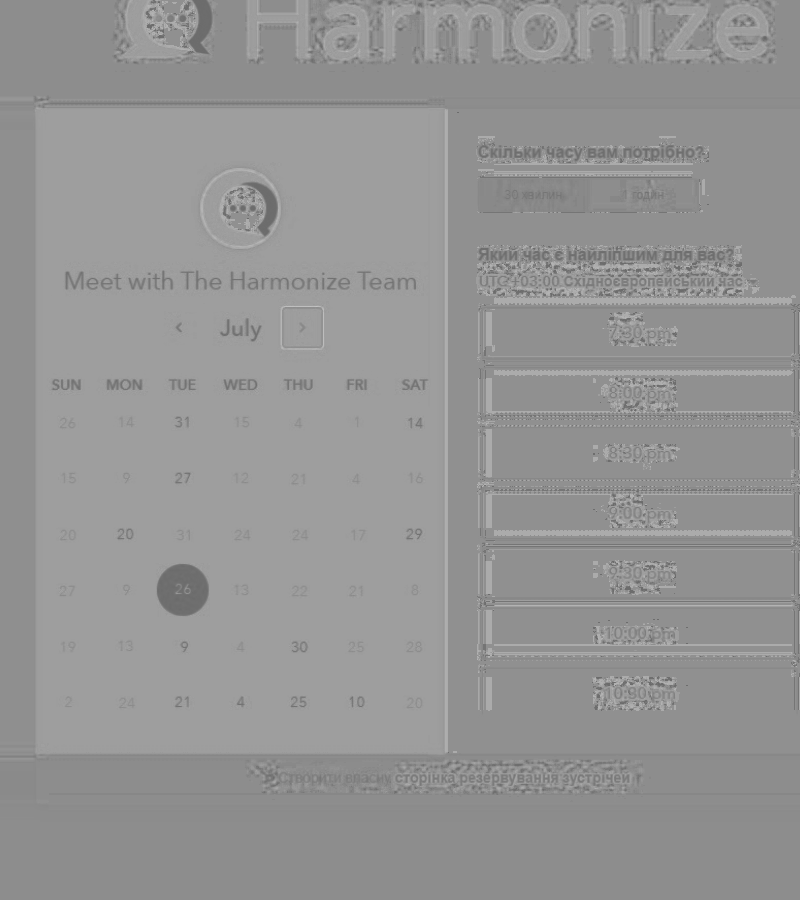 Harmonize
Meet with The Harmonize Team
July
SUN MON TUE WED THU FRI SAT
26 14 31 15 4 1 14
15 9 27 12 21 4 16
20 20 31 24 24 17 29
27 9 26 13 22 21 8
19 13 9 4 30 25 28
2 24 21 4 25 10 20
Скільки часу вам потрібно?
30 хвилин 1 годин
Який час є найліпшим для вас?
UTC+03:00 Східноєвропейський час
7:30 pm
8:00 pm
8:30 pm
9:00 pm
9:30 pm
10:00 pm
10:30 pm
Створити власну сторінка резервування зустрічей